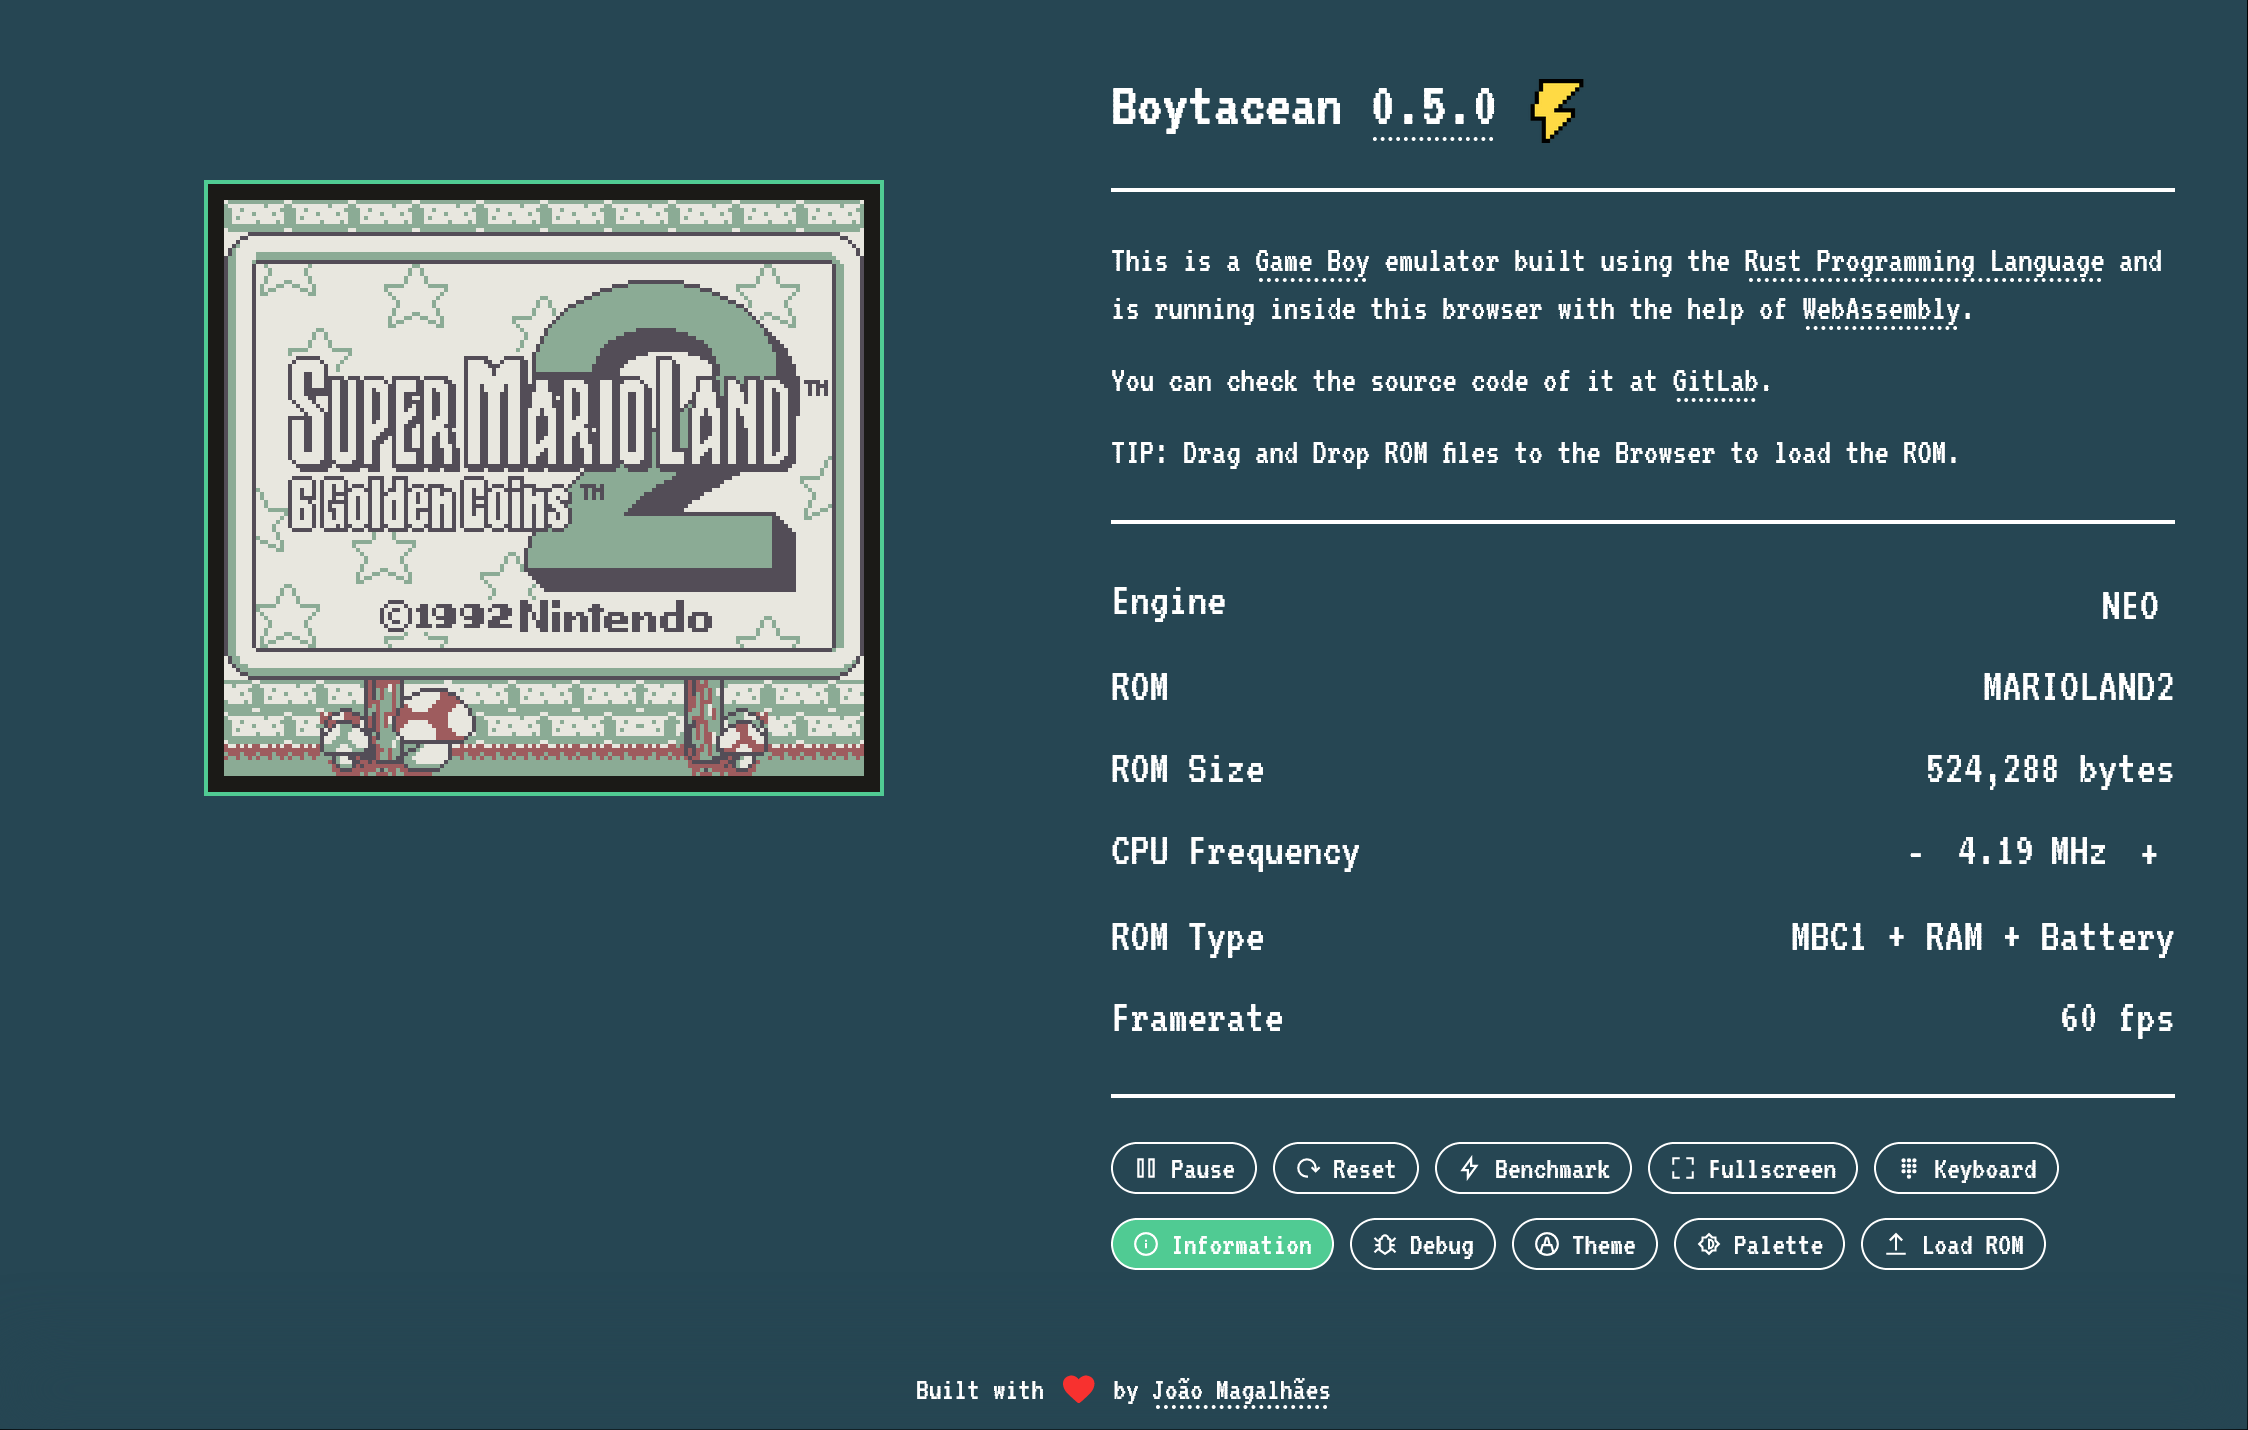 Boytacean 0.5.0
SUPER MARIO LAND™
2
6 Golden Coins™
©1992 Nintendo
This is a Game Boy emulator built using the Rust Programming Language and
is running inside this browser with the help of WebAssembly.
You can check the source code of it at GitLab.
TIP: Drag and Drop ROM files to the Browser to load the ROM.
Engine NEO
ROM MARIOLAND2
ROM Size 524,288 bytes
CPU Frequency - 4.19 MHz +
ROM Type MBC1 + RAM + Battery
Framerate 60 fps
Pause Reset Benchmark Fullscreen Keyboard
Information Debug Theme Palette Load ROM
Built with ❤ by João Magalhães